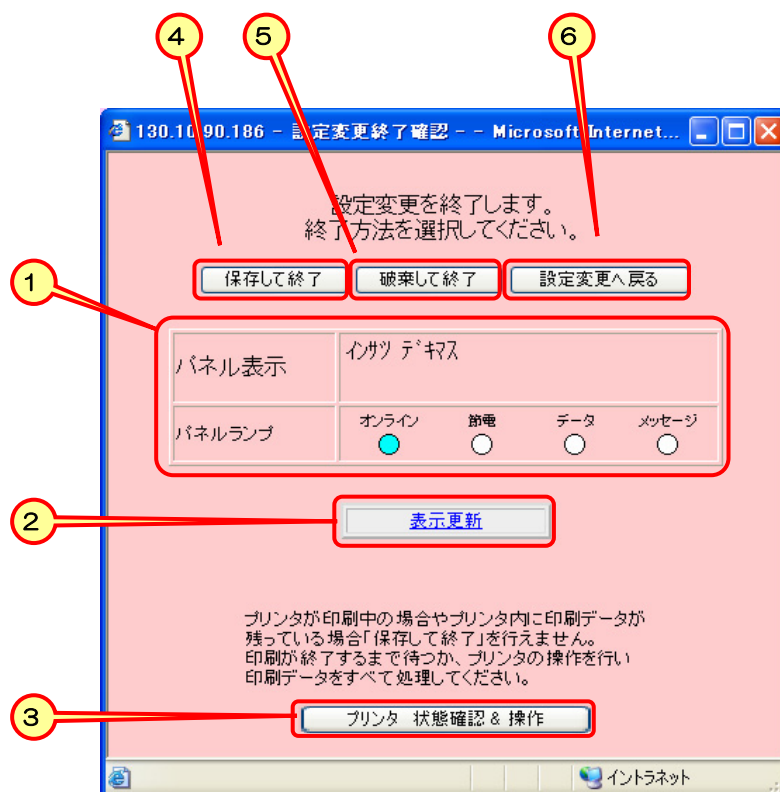 4 5 6
130.10.90.186 - 設定変更終了確認 - - Microsoft Internet...
設定変更を終了します。
終了方法を選択してください。
保存して終了 破棄して終了 設定変更へ戻る
1
パネル表示 インサツ デキマス
パネルランプ オンライン 節電 データ メッセージ
2
表示更新
プリンタが印刷中の場合やプリンタ内に印刷データが
残っている場合「保存して終了」を行えません。
印刷が終了するまで待つか、プリンタの操作を行い
印刷データをすべて処理してください。
3
プリンタ 状態確認 & 操作
イントラネット